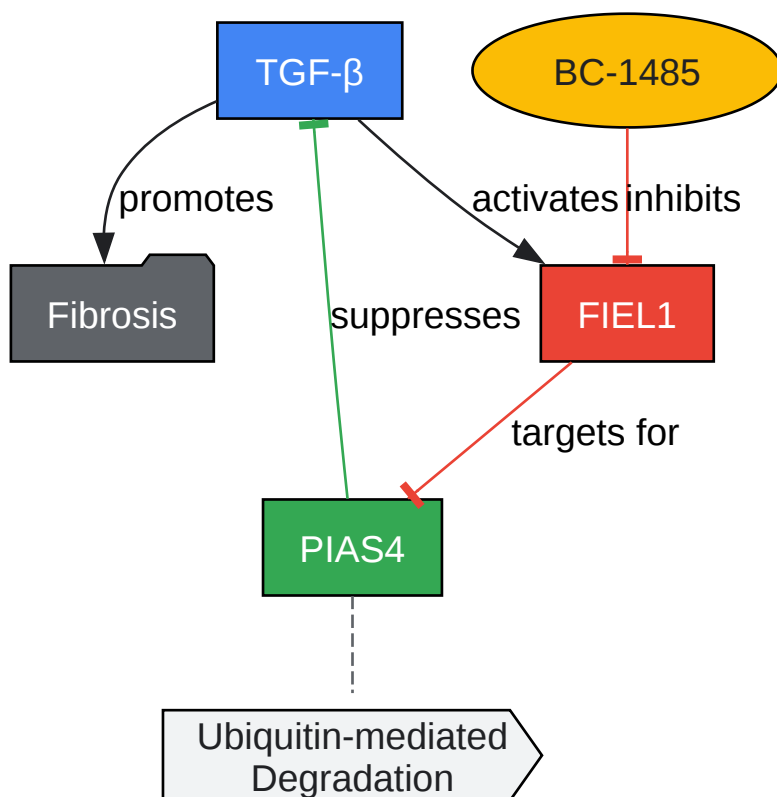 TGF-β
BC-1485
promotes
activates
inhibits
Fibrosis
suppresses
FIEL1
targets for
PIAS4
Ubiquitin-mediated
Degradation